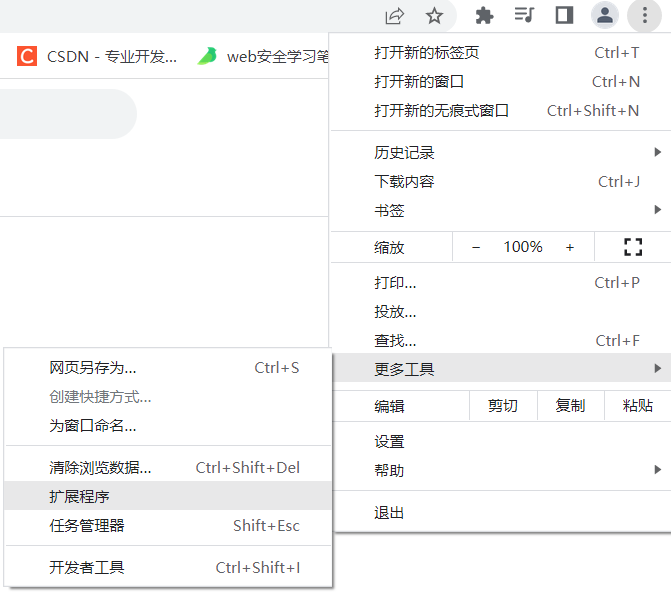 CSDN - 专业开发...
web安全学习笔
打开新的标签页 Ctrl+T
打开新的窗口 Ctrl+N
打开新的无痕式窗口 Ctrl+Shift+N
历史记录
下载内容 Ctrl+J
书签
缩放 − 100% +
打印... Ctrl+P
投放...
查找... Ctrl+F
更多工具
编辑 剪切 复制 粘贴
设置
帮助
退出
网页另存为... Ctrl+S
创建快捷方式...
为窗口命名...
清除浏览数据... Ctrl+Shift+Del
扩展程序
任务管理器 Shift+Esc
开发者工具 Ctrl+Shift+I